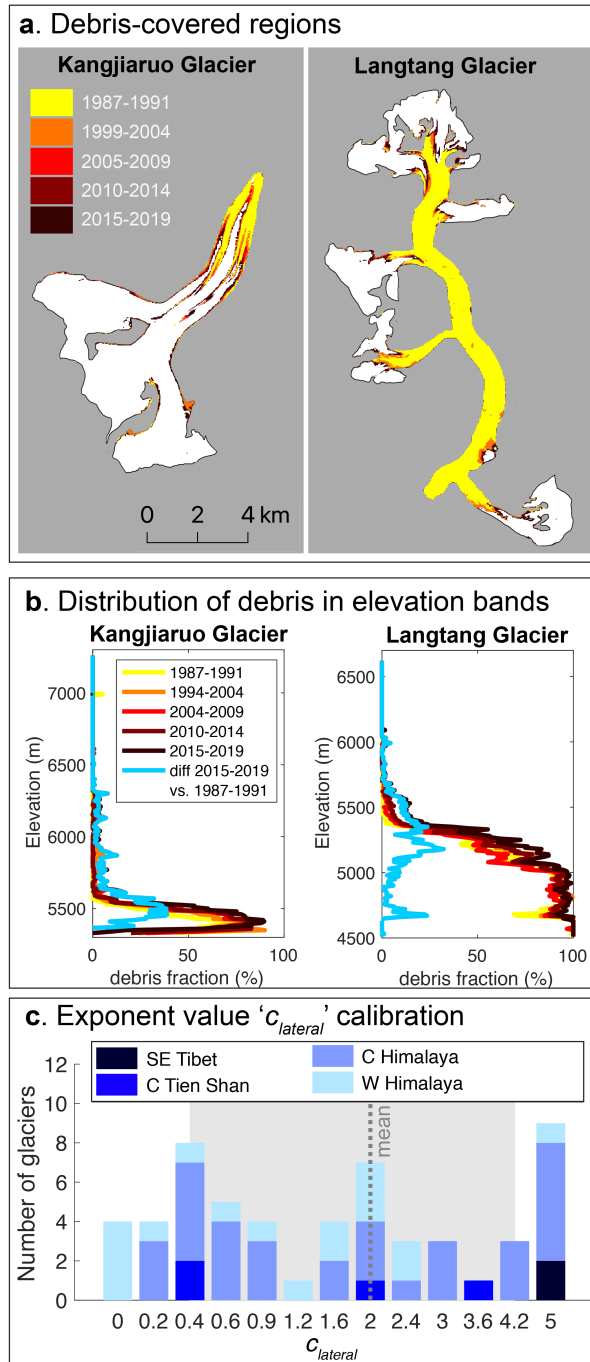 a. Debris-covered regions
Kangjiaruo Glacier
Langtang Glacier
1987-1991
1999-2004
2005-2009
2010-2014
2015-2019
0 2 4 km
b. Distribution of debris in elevation bands
Kangjiaruo Glacier
Langtang Glacier
7000
6500
6000
5500
Elevation (m)
1987-1991
1994-2004
2004-2009
2010-2014
2015-2019
diff 2015-2019
vs. 1987-1991
0 100
debris fraction (%)
6500
6000
5500
5000
4500
Elevation (m)
0 100
debris fraction (%)
c. Exponent value ‘clateral’ calibration
SE Tibet
C Tien Shan
C Himalaya
W Himalaya
12
10
8
6
4
2
0
Number of glaciers
mean
0 0.2 0.4 0.6 0.9 1.2 1.6 2 2.4 3 3.6 4.2 5
clateral